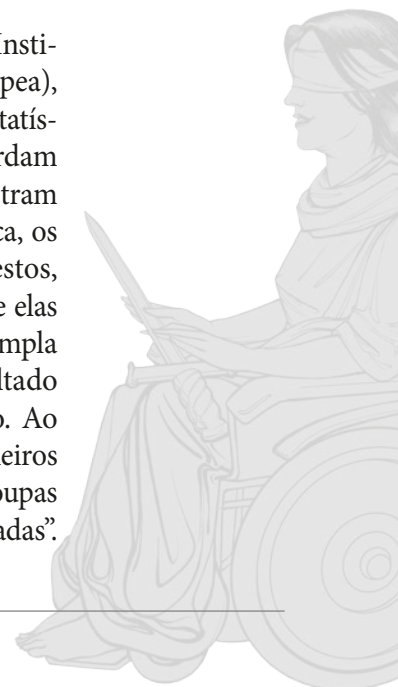 Insti-
pea),
tatís-
rdam
tram
ca, os
estos,
e elas
mpla
ltado
o. Ao
eiros
oupas
adas”.